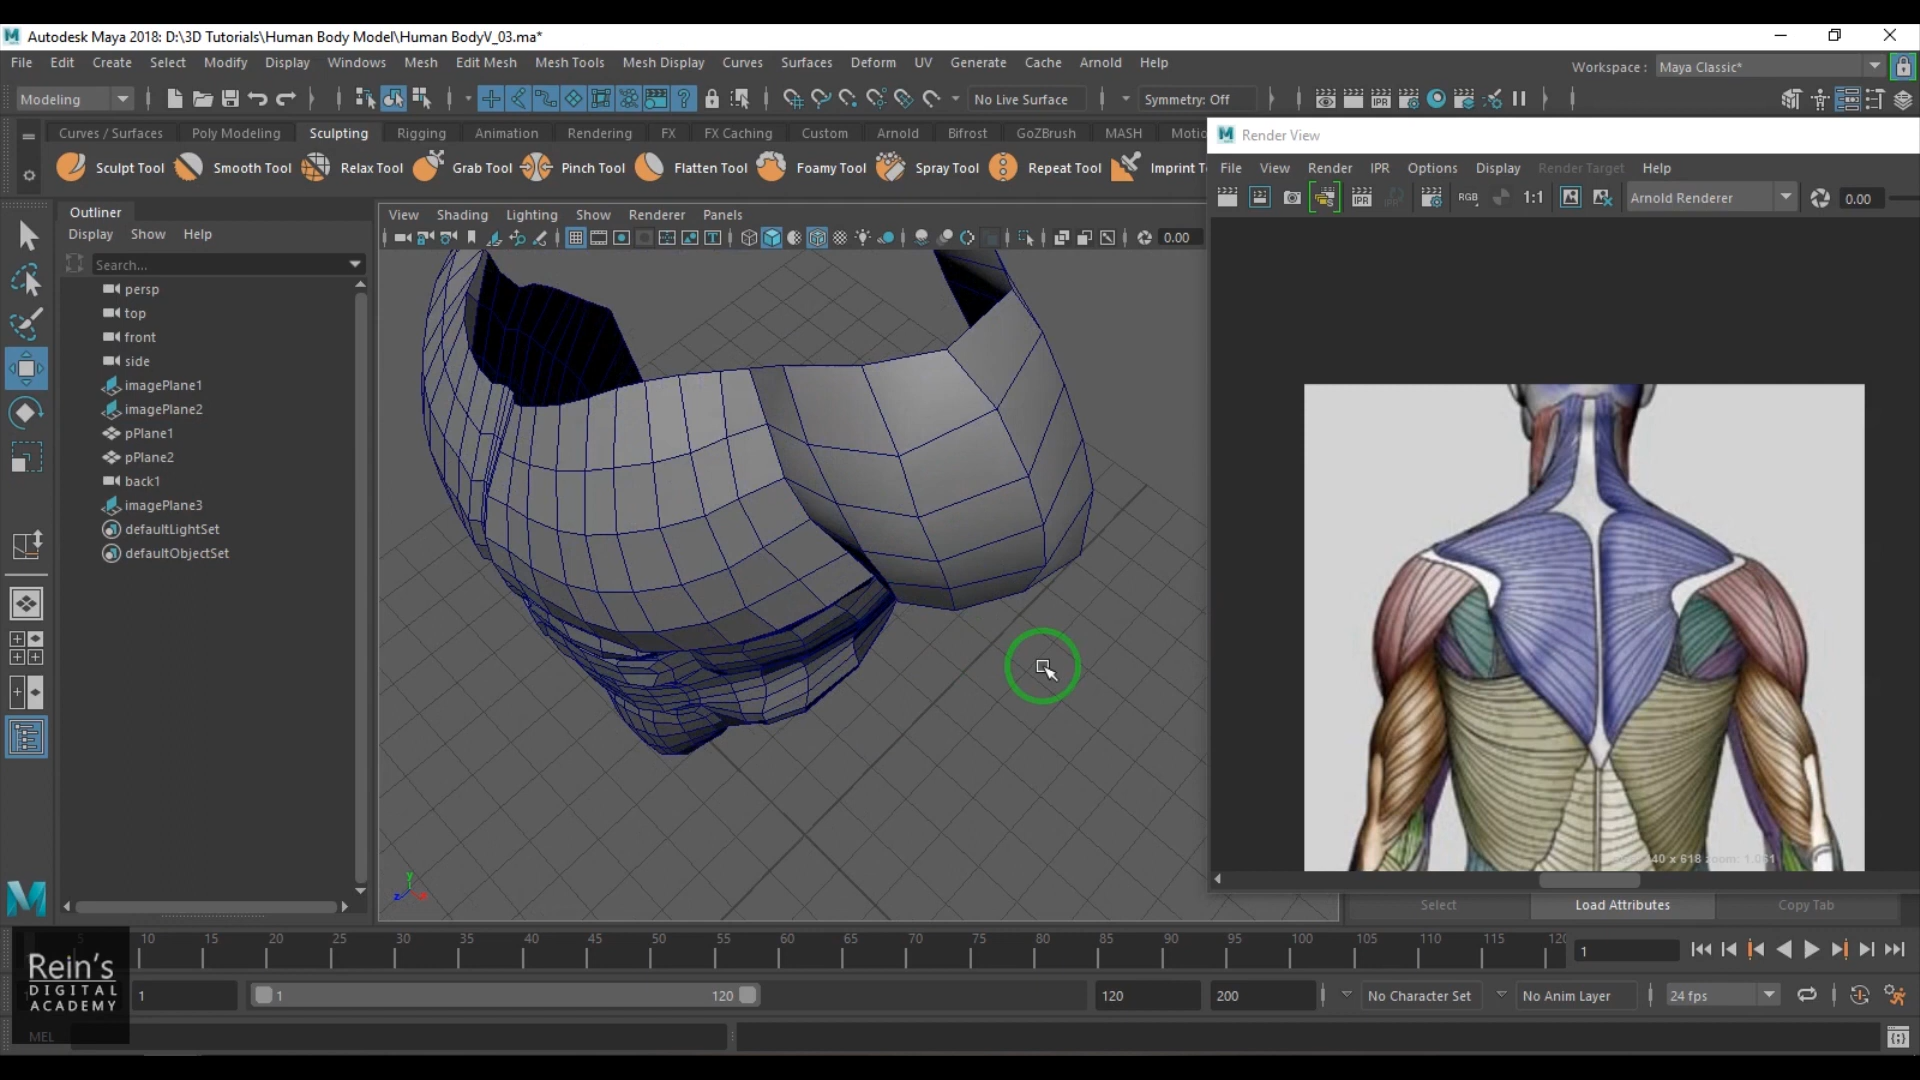 Autodesk Maya 2018: D:\3D Tutorials\Human Body Model\Human BodyV_03.ma*
File Edit Create Select Modify Display Windows Mesh Edit Mesh Mesh Tools Mesh Display Curves Surfaces Deform UV Generate Cache Arnold Help
Workspace : Maya Classic*
Modeling No Live Surface Symmetry: Off
Curves / Surfaces Poly Modeling Sculpting Rigging Animation Rendering FX FX Caching Custom Arnold Bifrost GoZBrush MASH Motio
Sculpt Tool Smooth Tool Relax Tool Grab Tool Pinch Tool Flatten Tool Foamy Tool Spray Tool Repeat Tool Imprint T
Render View
File View Render IPR Options Display Render Target Help
IPR RGB 1:1 Arnold Renderer 0.00
Outliner
Display Show Help
Search...
persp
top
front
side
imagePlane1
imagePlane2
pPlane1
pPlane2
back1
imagePlane3
defaultLightSet
defaultObjectSet
View Shading Lighting Show Renderer Panels
0.00
y
z
618 zoom: 1.061
Select Load Attributes Copy Tab
5 10 15 20 25 30 35 40 45 50 55 60 65 70 75 80 85 90 95 100 105 110 115 120
1
Rein's
DIGITAL
ACADEMY
1 1 120 120 200 No Character Set No Anim Layer 24 fps
MEL